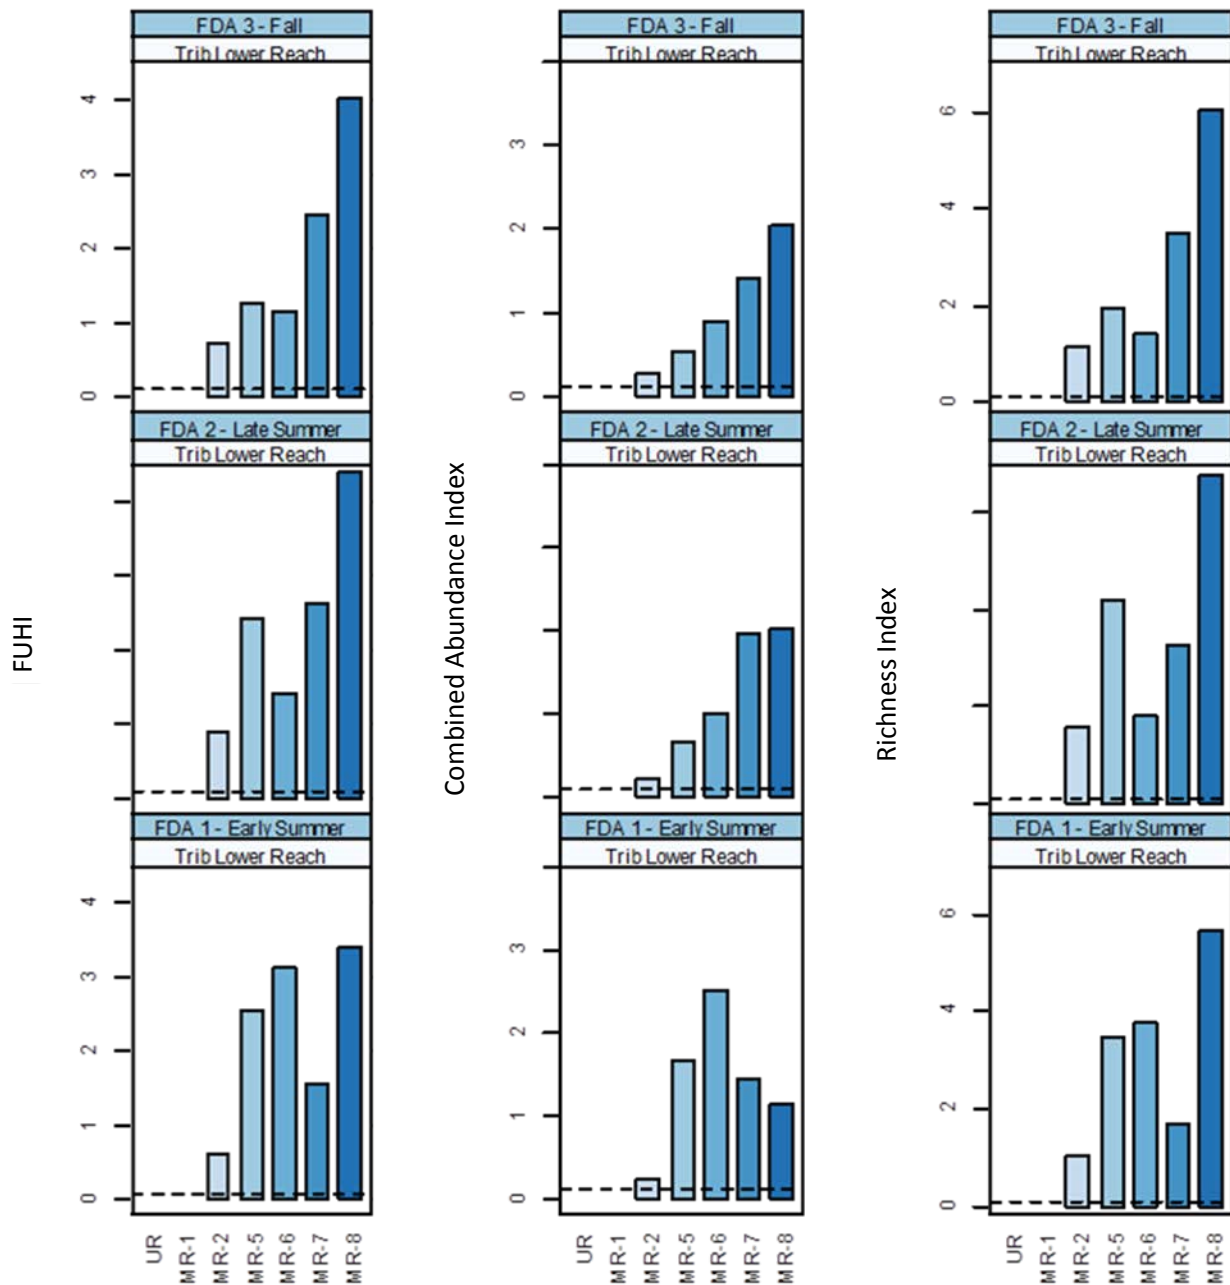 FUHI
FDA 3 - Fall
Trib Lower Reach
4
3
2
1
0
FDA 2 - Late Summer
Trib Lower Reach
FDA 1 - Early Summer
Trib Lower Reach
4
3
2
1
0
UR
MR-1
MR-2
MR-5
MR-6
MR-7
MR-8
Combined Abundance Index
FDA 3 - Fall
Trib Lower Reach
3
2
1
0
FDA 2 - Late Summer
Trib Lower Reach
FDA 1 - Early Summer
Trib Lower Reach
3
2
1
0
UR
MR-1
MR-2
MR-5
MR-6
MR-7
MR-8
Richness Index
FDA 3 - Fall
Trib Lower Reach
6
4
2
0
FDA 2 - Late Summer
Trib Lower Reach
FDA 1 - Early Summer
Trib Lower Reach
6
4
2
0
UR
MR-1
MR-2
MR-5
MR-6
MR-7
MR-8